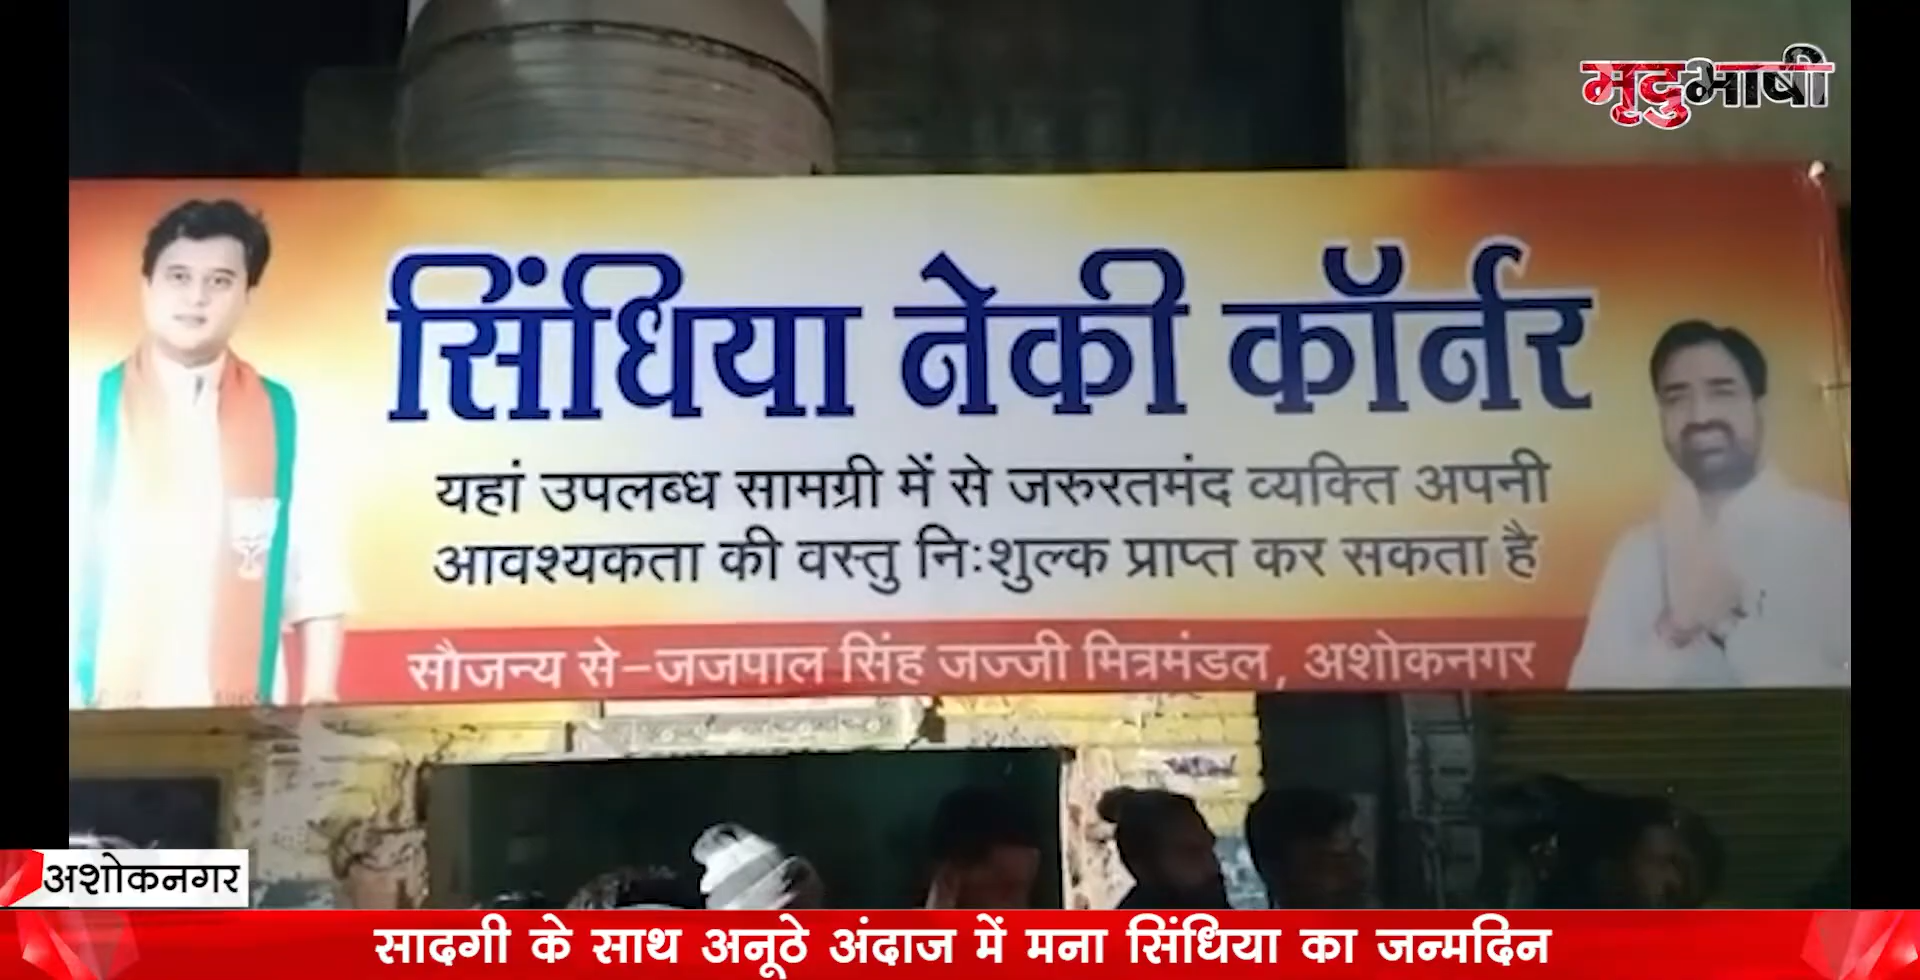 मृदुभाषी
सिंधिया नेकी कॉर्नर
यहां उपलब्ध सामग्री में से जरुरतमंद व्यक्ति अपनी
आवश्यकता की वस्तु निःशुल्क प्राप्त कर सकता है
सौजन्य से–जजपाल सिंह जज्जी मित्रमंडल, अशोकनगर
अशोकनगर
सादगी के साथ अनूठे अंदाज में मना सिंधिया का जन्मदिन